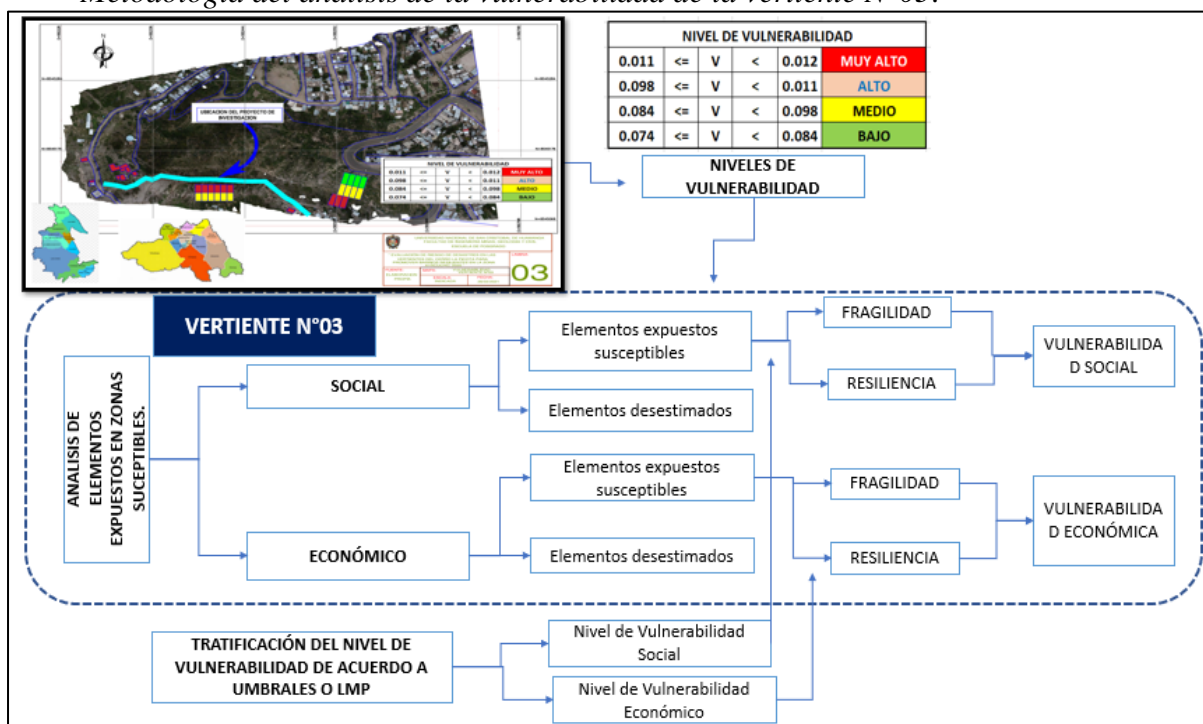 Metodología del análisis de la vulnerabilidad de la vertiente N°03.
UBICACION DEL PROYECTO DE
INVESTIGACION
NIVEL DE VULNERABILIDAD
0.011 <= V < 0.012 MUY ALTO
0.098 <= V < 0.011 ALTO
0.084 <= V < 0.098 MEDIO
0.074 <= V < 0.084 BAJO
03
NIVEL DE VULNERABILIDAD
0.011 <= V < 0.012 MUY ALTO
0.098 <= V < 0.011 ALTO
0.084 <= V < 0.098 MEDIO
0.074 <= V < 0.084 BAJO
NIVELES DE
VULNERABILIDAD
VERTIENTE N°03
ANALISIS DE
ELEMENTOS
EXPUESTOS EN ZONAS
SUCEPTIBLES.
SOCIAL
Elementos expuestos
susceptibles
Elementos desestimados
FRAGILIDAD
RESILIENCIA
VULNERABILIDA
D SOCIAL
ECONÓMICO
Elementos expuestos
susceptibles
Elementos desestimados
FRAGILIDAD
RESILIENCIA
VULNERABILIDA
D ECONÓMICA
TRATIFICACIÓN DEL NIVEL DE
VULNERABILIDAD DE ACUERDO A
UMBRALES O LMP
Nivel de Vulnerabilidad
Social
Nivel de Vulnerabilidad
Económico